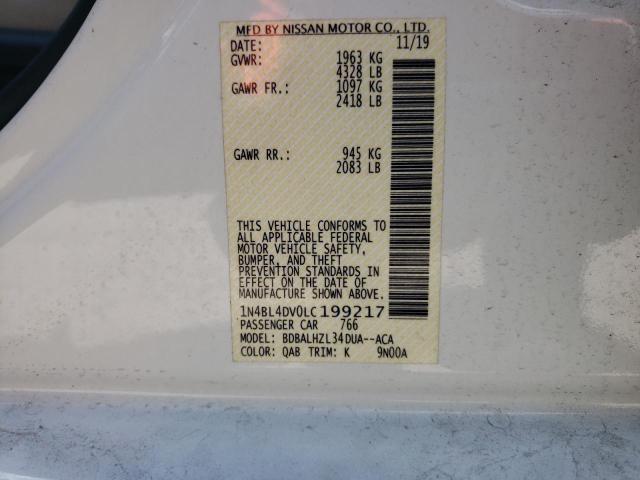 MFD BY NISSAN MOTOR CO., LTD.
DATE: 11/19
GVWR: 1963 KG
4328 LB
GAWR FR.: 1097 KG
2418 LB
GAWR RR.: 945 KG
2083 LB
THIS VEHICLE CONFORMS TO
ALL APPLICABLE FEDERAL
MOTOR VEHICLE SAFETY,
BUMPER, AND THEFT
PREVENTION STANDARDS IN
EFFECT ON THE DATE OF
MANUFACTURE SHOWN ABOVE.
1N4BL4DV0LC199217
PASSENGER CAR 766
MODEL: BDBALHZL34DUA--ACA
COLOR: QAB TRIM: K 9N00A